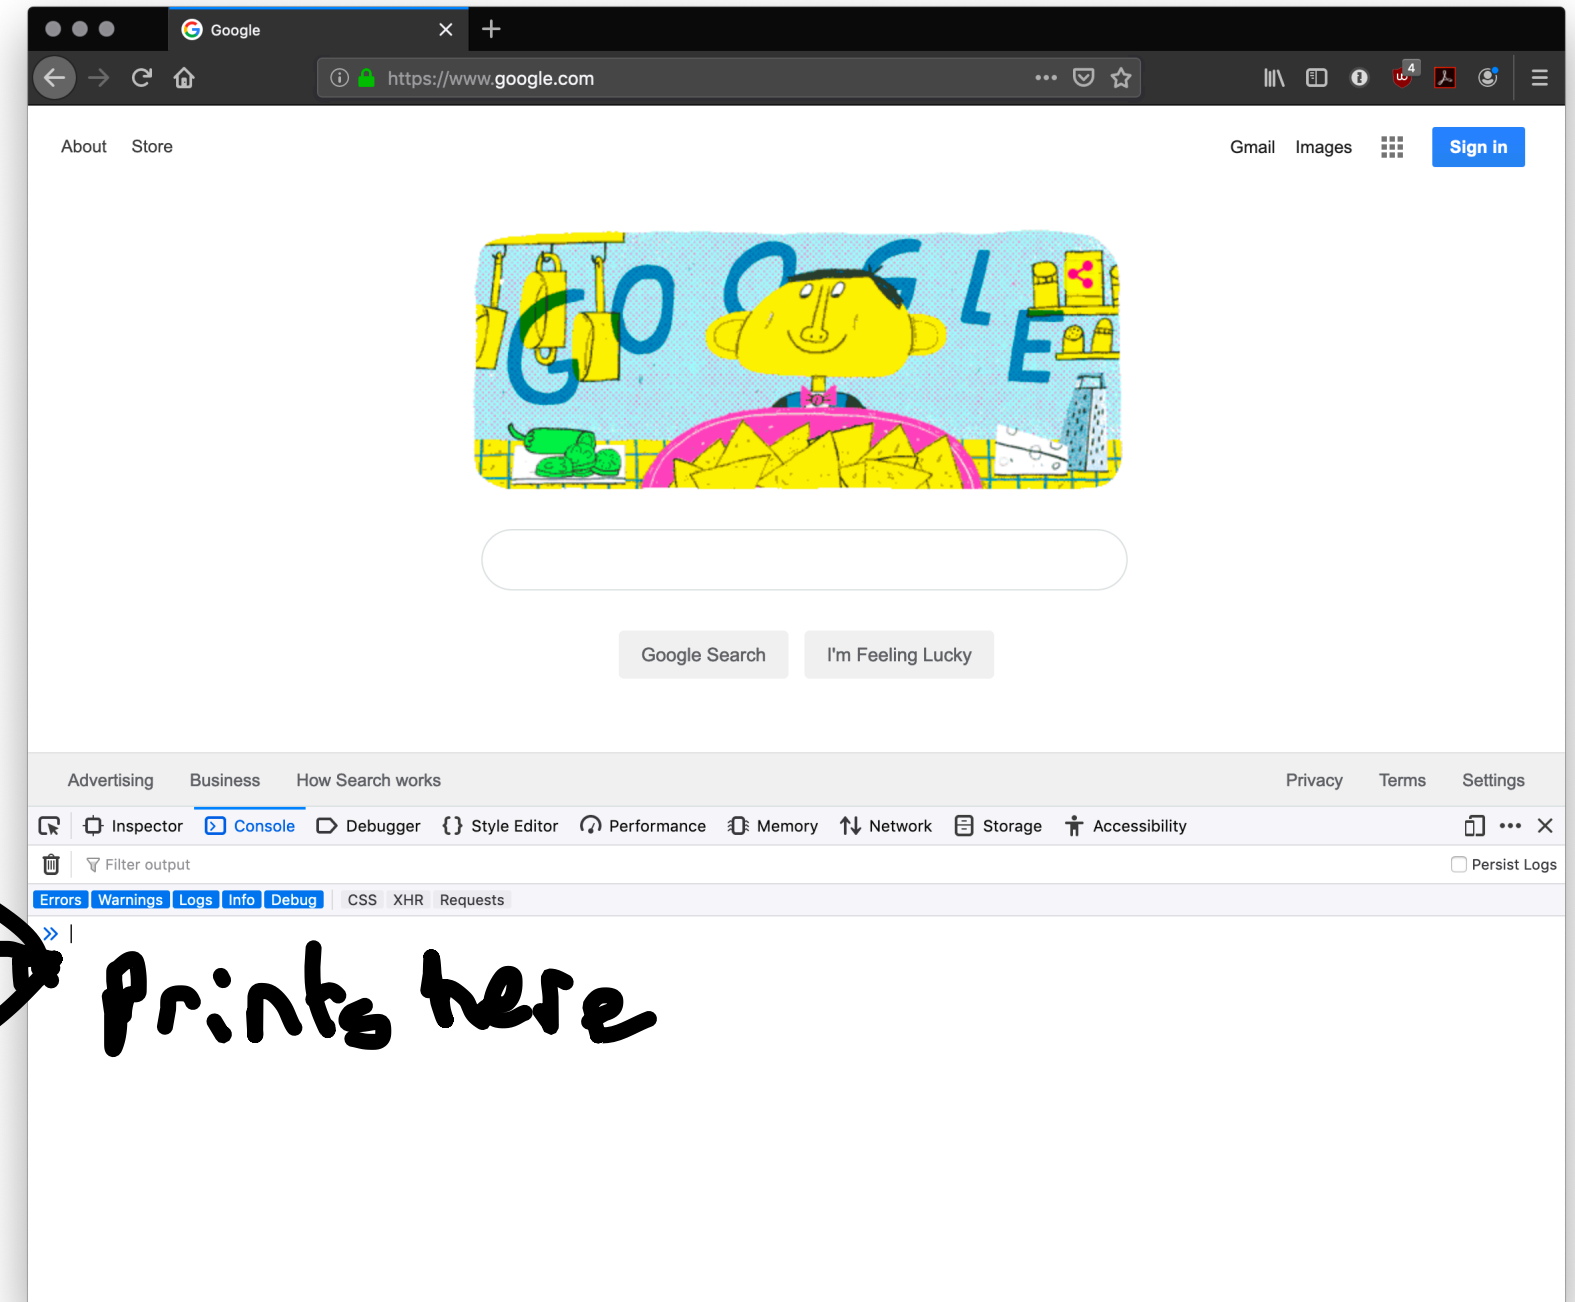 Google
https://www.google.com
4
About Store
Gmail Images Sign in
GOOGLE
Google Search I'm Feeling Lucky
Advertising Business How Search works
Privacy Terms Settings
Inspector Console Debugger Style Editor Performance Memory Network Storage Accessibility
Filter output
Persist Logs
Errors Warnings Logs Info Debug CSS XHR Requests
prints here